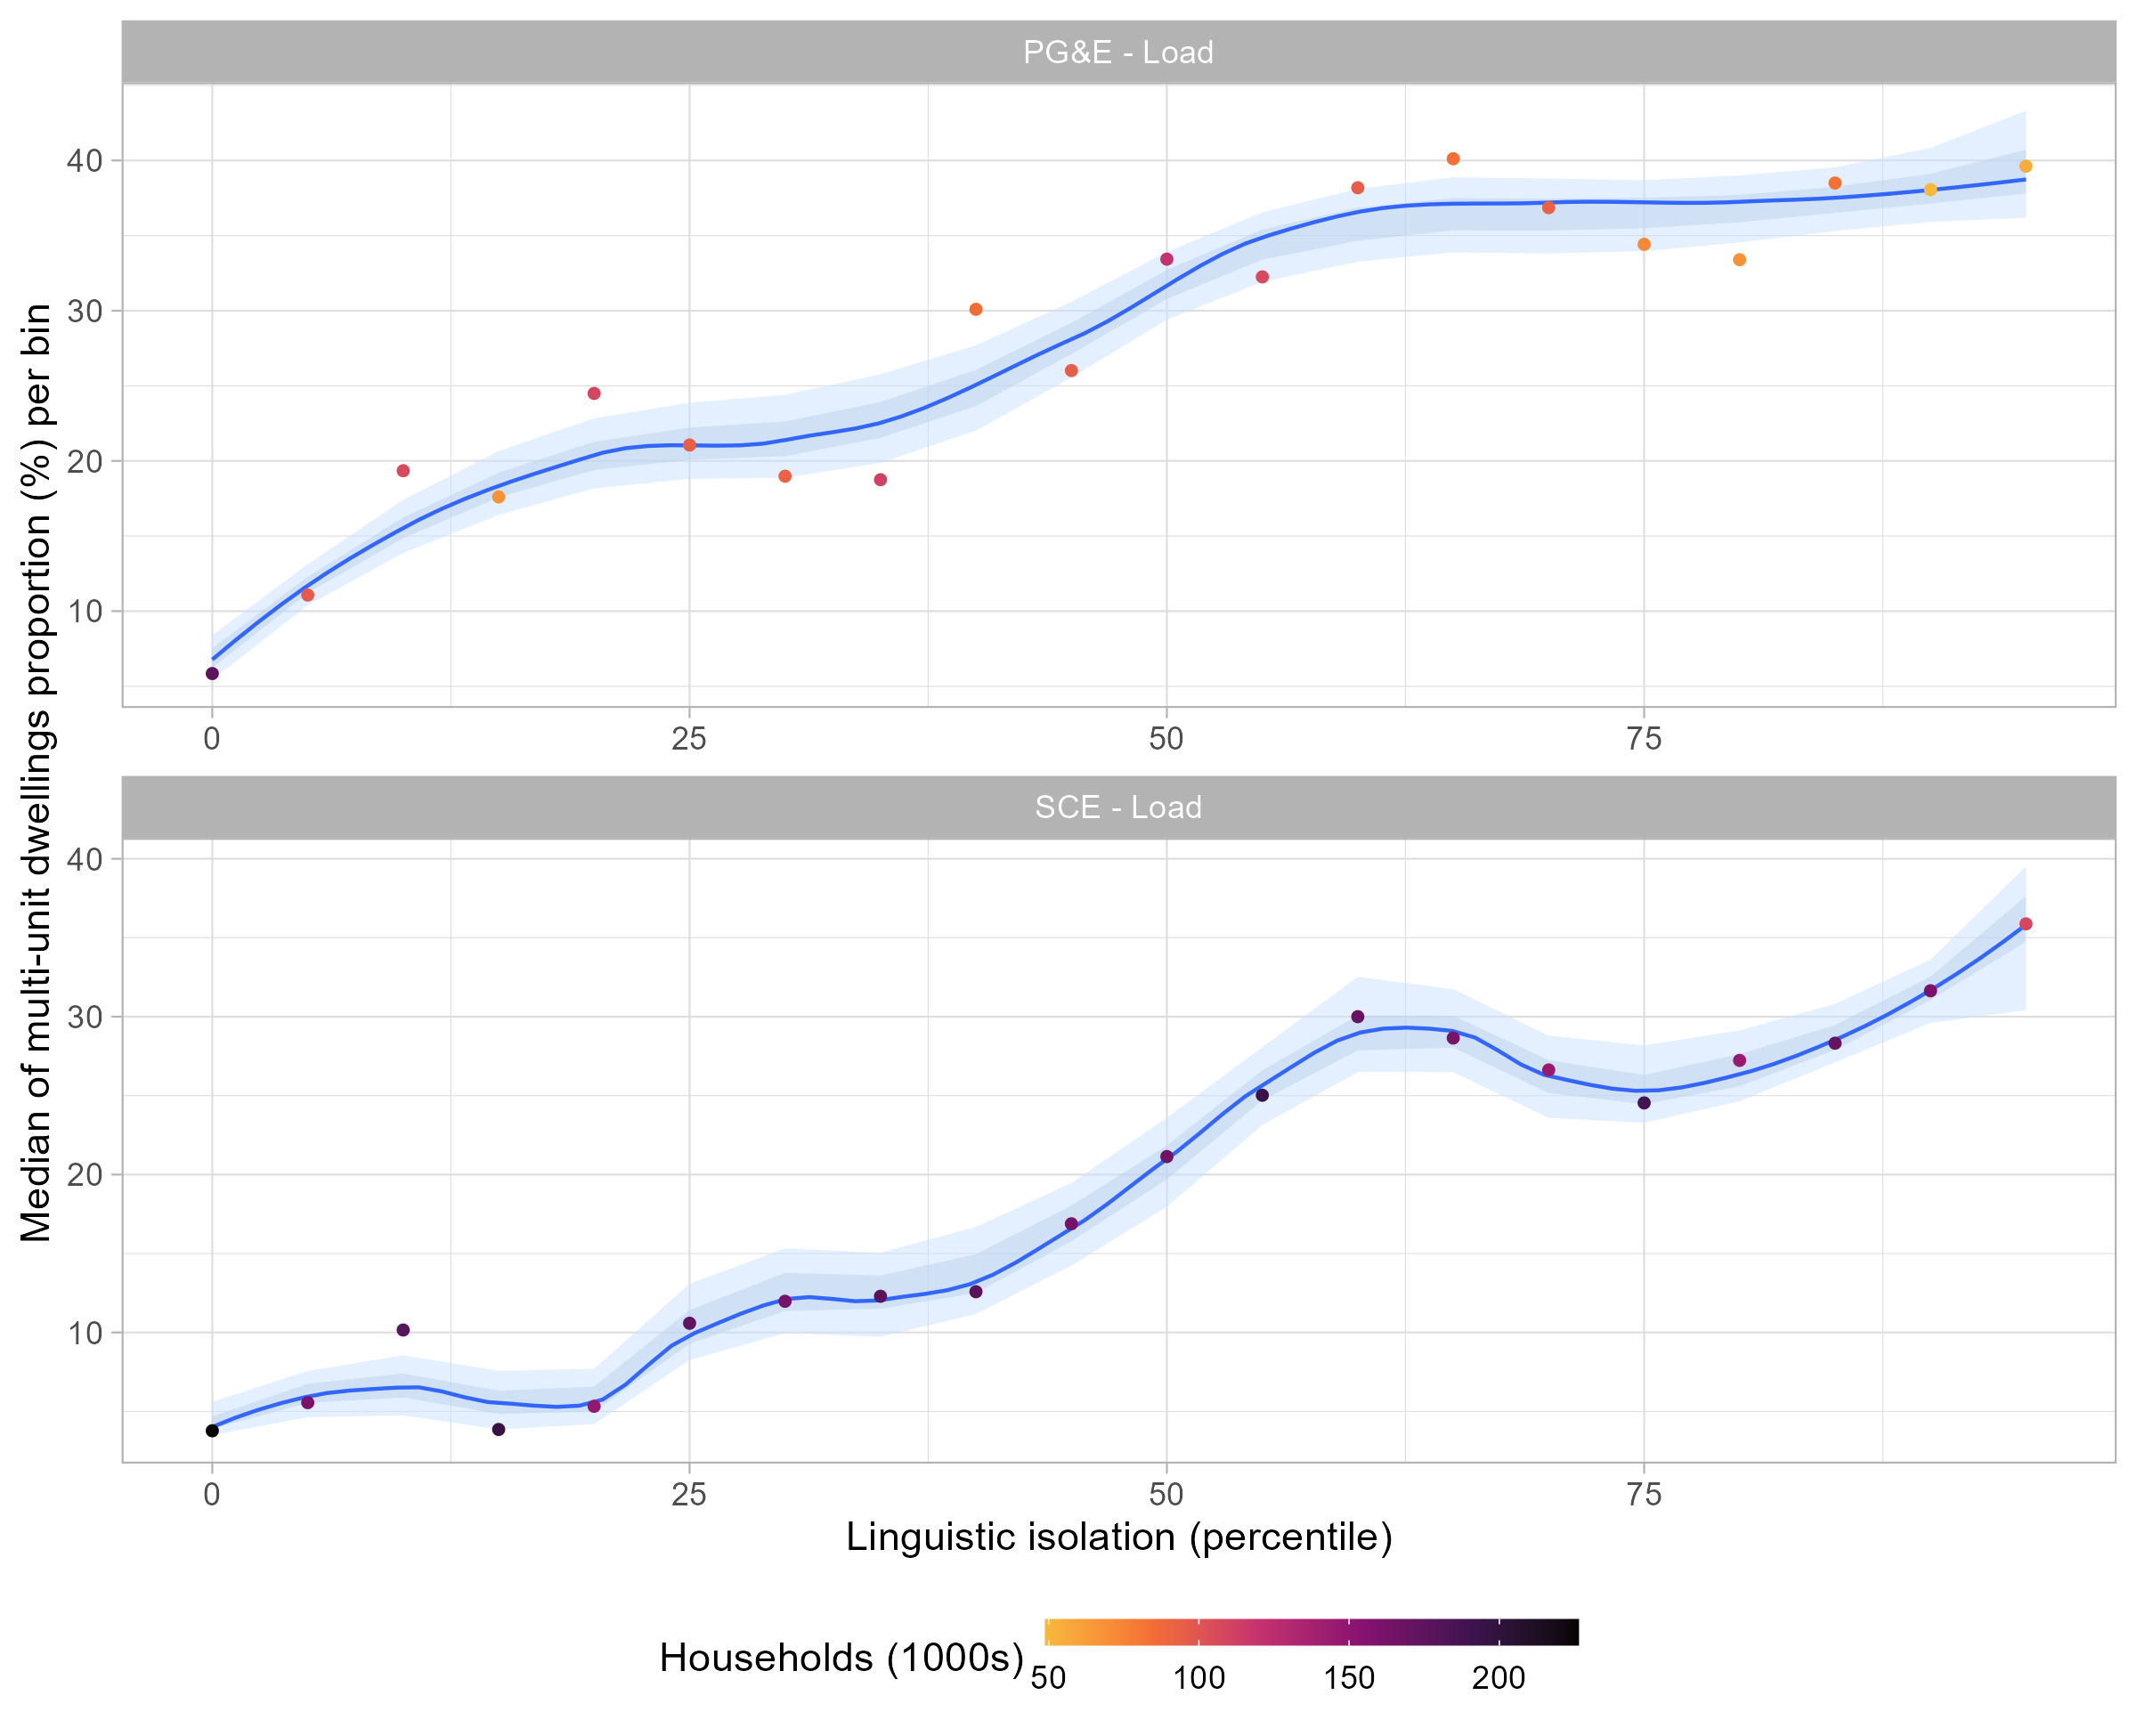 PG&E - Load
40
30
20
10
0 25 50 75
SCE - Load
40
30
20
10
0 25 50 75
Median of multi-unit dwellings proportion (%) per bin
Linguistic isolation (percentile)
Households (1000s)
50 100 150 200